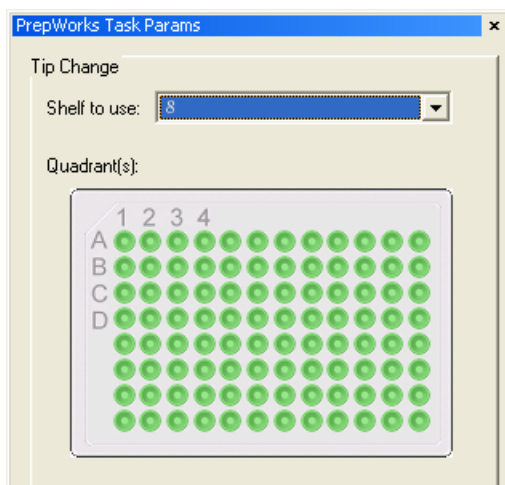 PrepWorks Task Params
Tip Change
Shelf to use: 8
Quadrant(s):
1 2 3 4
A
B
C
D